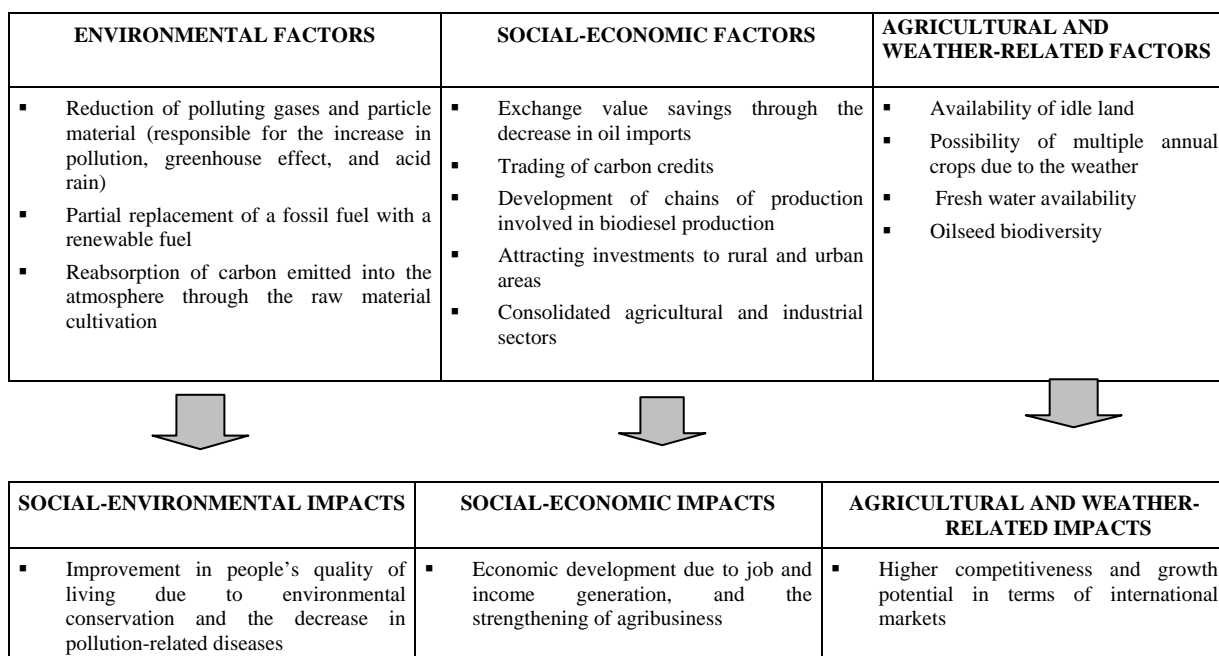 ENVIRONMENTAL FACTORS
Reduction of polluting gases and particle
material (responsible for the increase in
pollution, greenhouse effect, and acid
rain)
Partial replacement of a fossil fuel with a
renewable fuel
Reabsorption of carbon emitted into the
atmosphere through the raw material
cultivation
SOCIAL-ECONOMIC FACTORS
Exchange value savings through the
decrease in oil imports
Trading of carbon credits
Development of chains of production
involved in biodiesel production
Attracting investments to rural and urban
areas
Consolidated agricultural and industrial
sectors
AGRICULTURAL AND
WEATHER-RELATED FACTORS
Availability of idle land
Possibility of multiple annual
crops due to the weather
Fresh water availability
Oilseed biodiversity
SOCIAL-ENVIRONMENTAL IMPACTS
Improvement in people's quality of
living due to environmental
conservation and the decrease in
pollution-related diseases
SOCIAL-ECONOMIC IMPACTS
Economic development due to job and
income generation, and the
strengthening of agribusiness
AGRICULTURAL AND WEATHER-
RELATED IMPACTS
Higher competitiveness and growth
potential in terms of international
markets